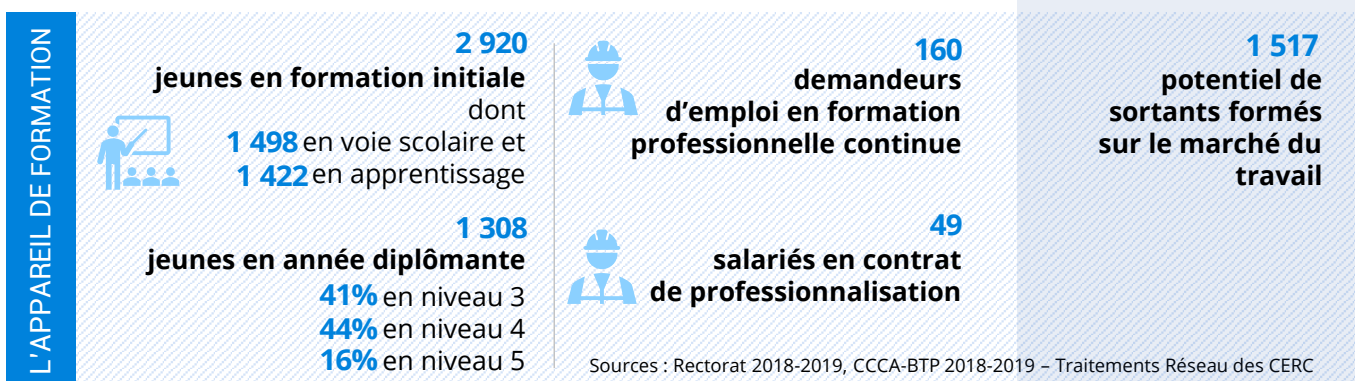 L'APPAREIL DE FORMATION
2 920
jeunes en formation initiale
dont
1 498 en voie scolaire et
1 422 en apprentissage
1 308
jeunes en année diplômante
41% en niveau 3
44% en niveau 4
16% en niveau 5
160
demandeurs
d'emploi en formation
professionnelle continue
49
salariés en contrat
de professionnalisation
1 517
potentiel de
sortants formés
sur le marché du
travail
Sources : Rectorat 2018-2019, CCCA-BTP 2018-2019 – Traitements Réseau des CERC